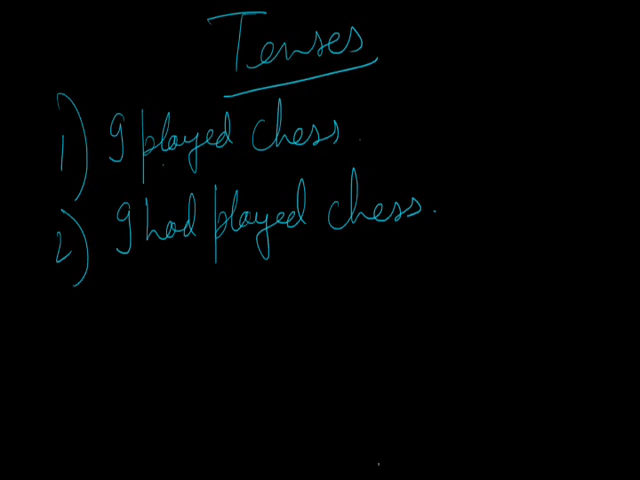 Tenses
1) I played chess.
2) I had played chess.